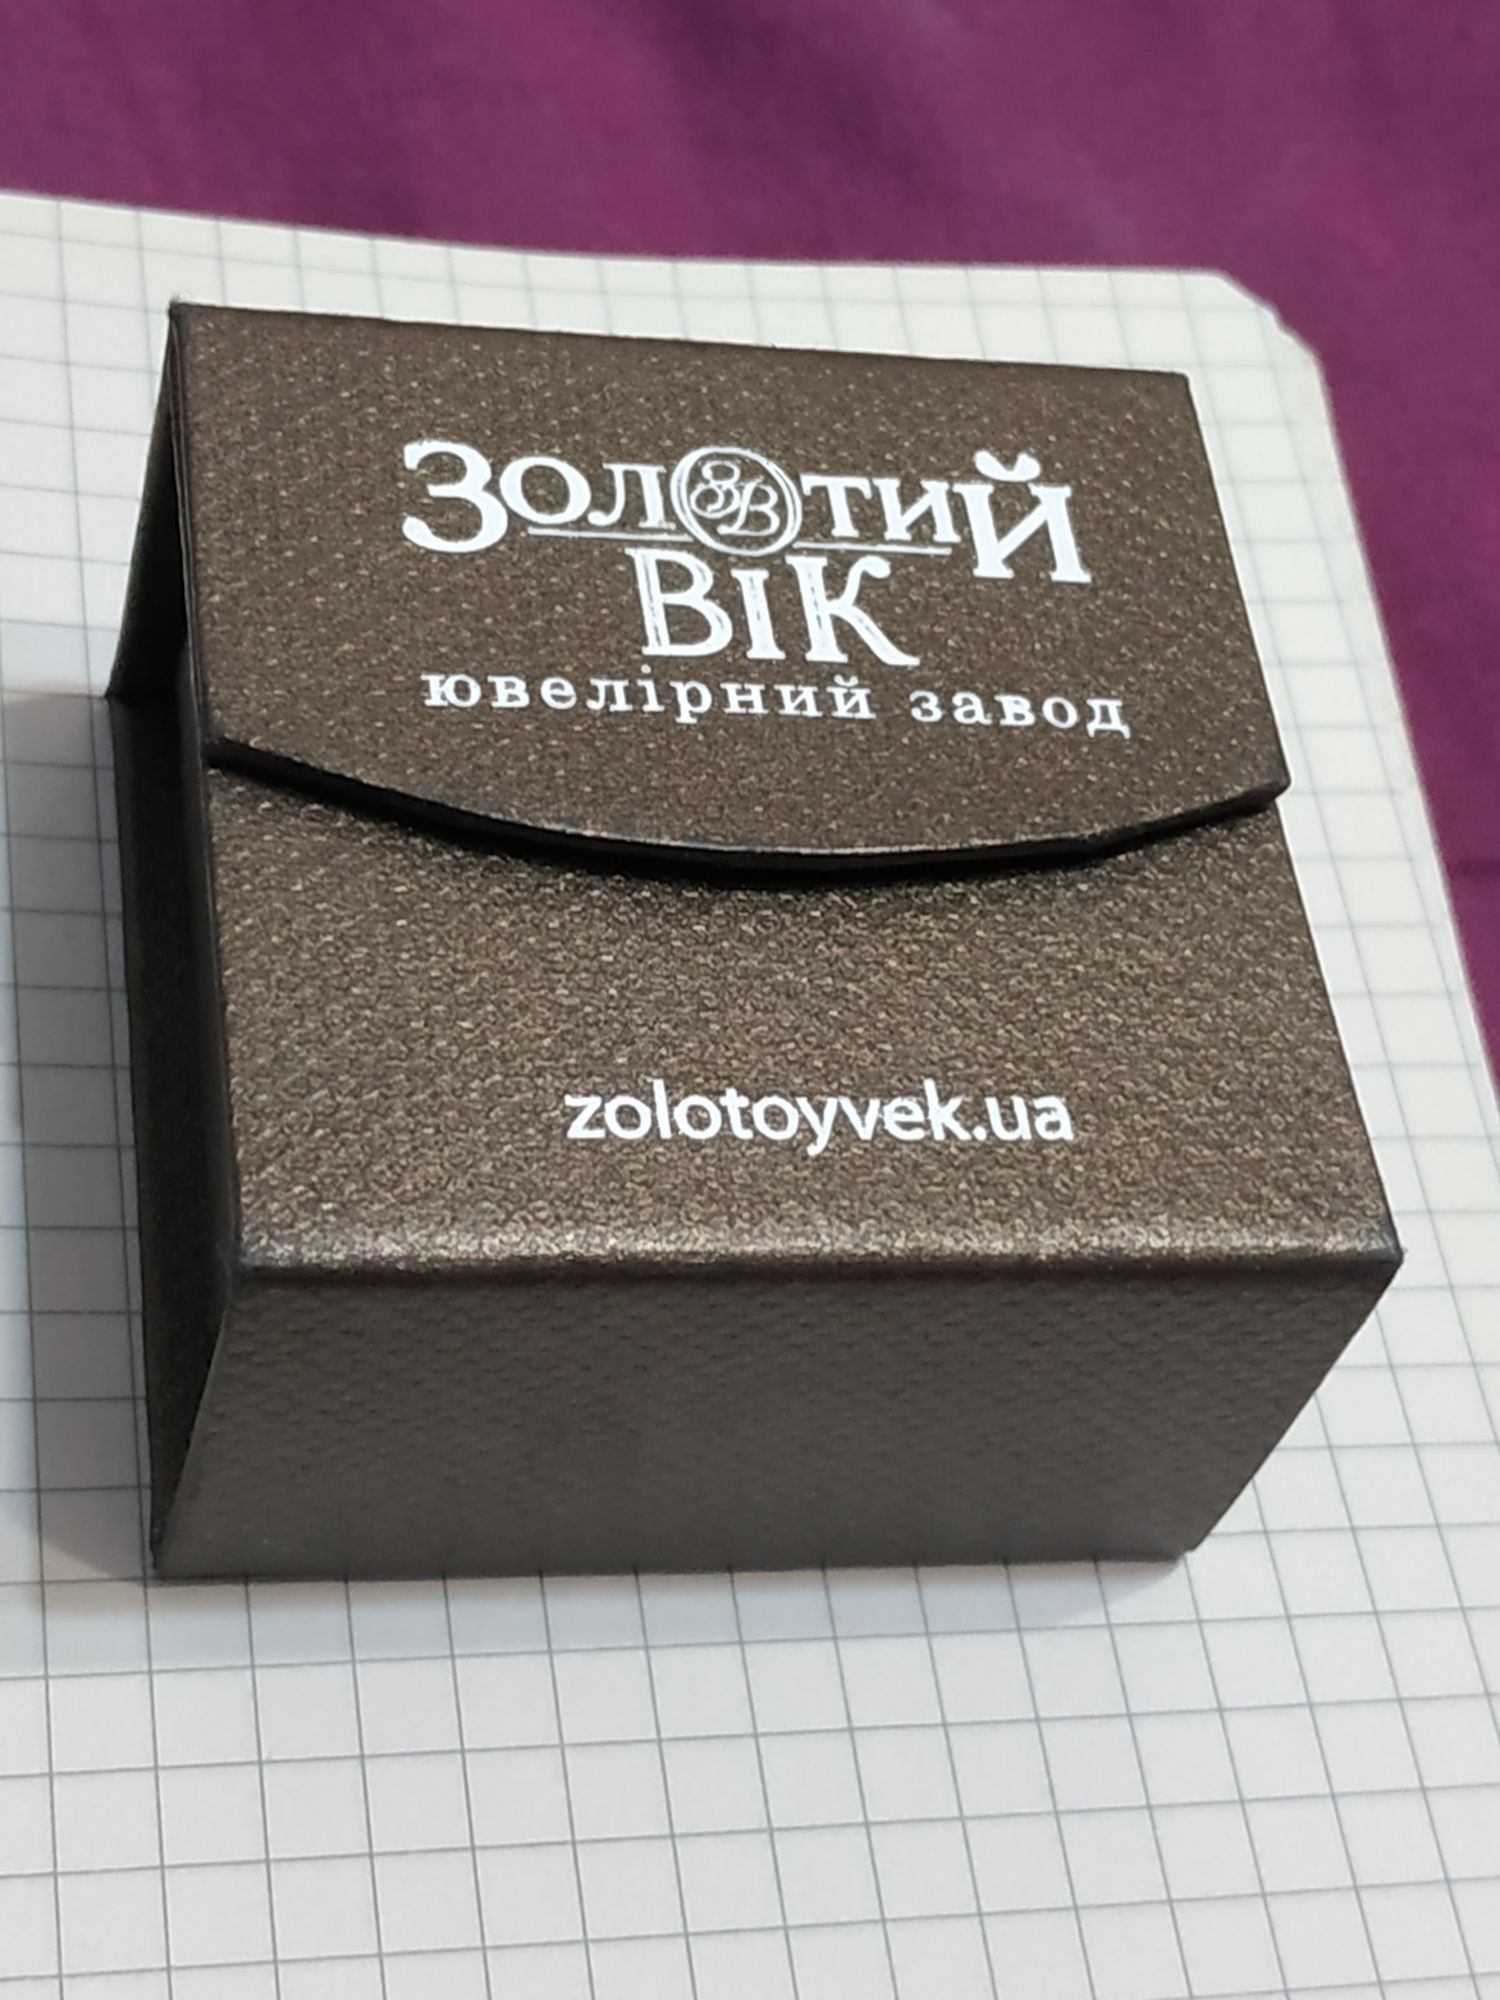 Золотий
Вік
ювелірний завод
zolotoyvek.ua